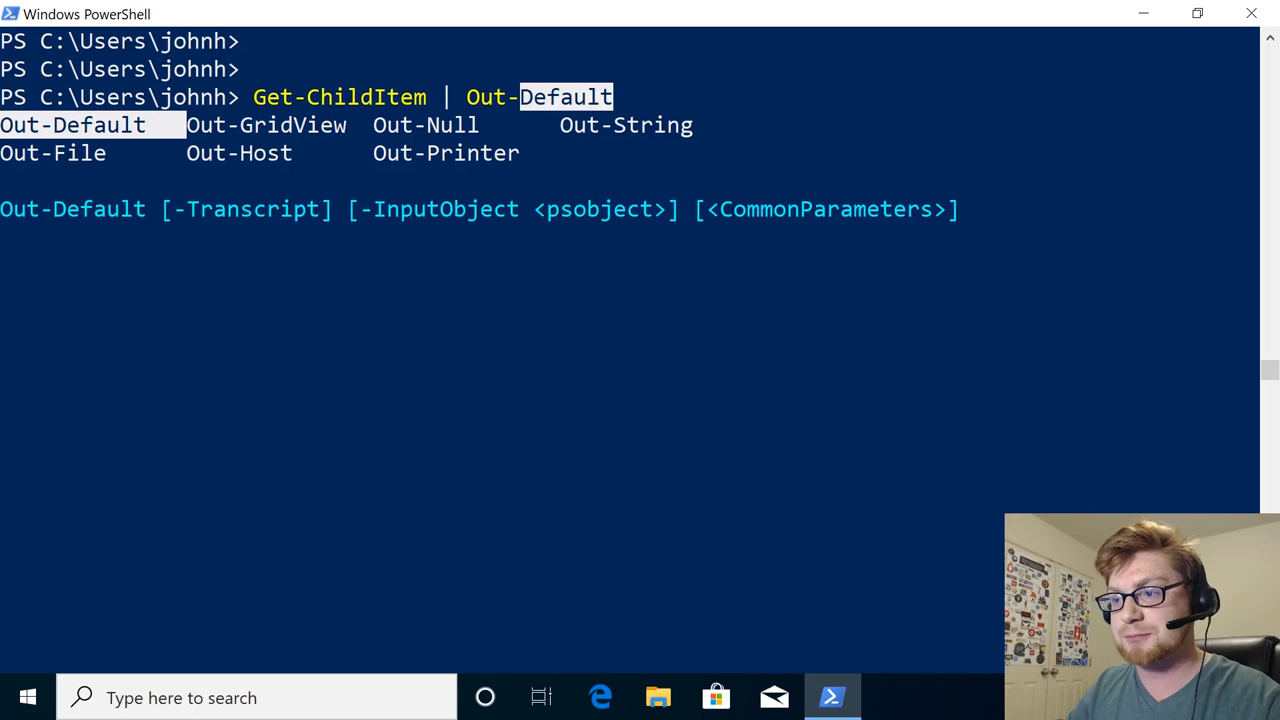 Windows PowerShell
PS C:\Users\johnh>
PS C:\Users\johnh>
PS C:\Users\johnh> Get-ChildItem | Out-Default
Out-Default Out-GridView Out-Null Out-String
Out-File Out-Host Out-Printer
Out-Default [-Transcript] [-InputObject <psobject>] [<CommonParameters>]
Type here to search